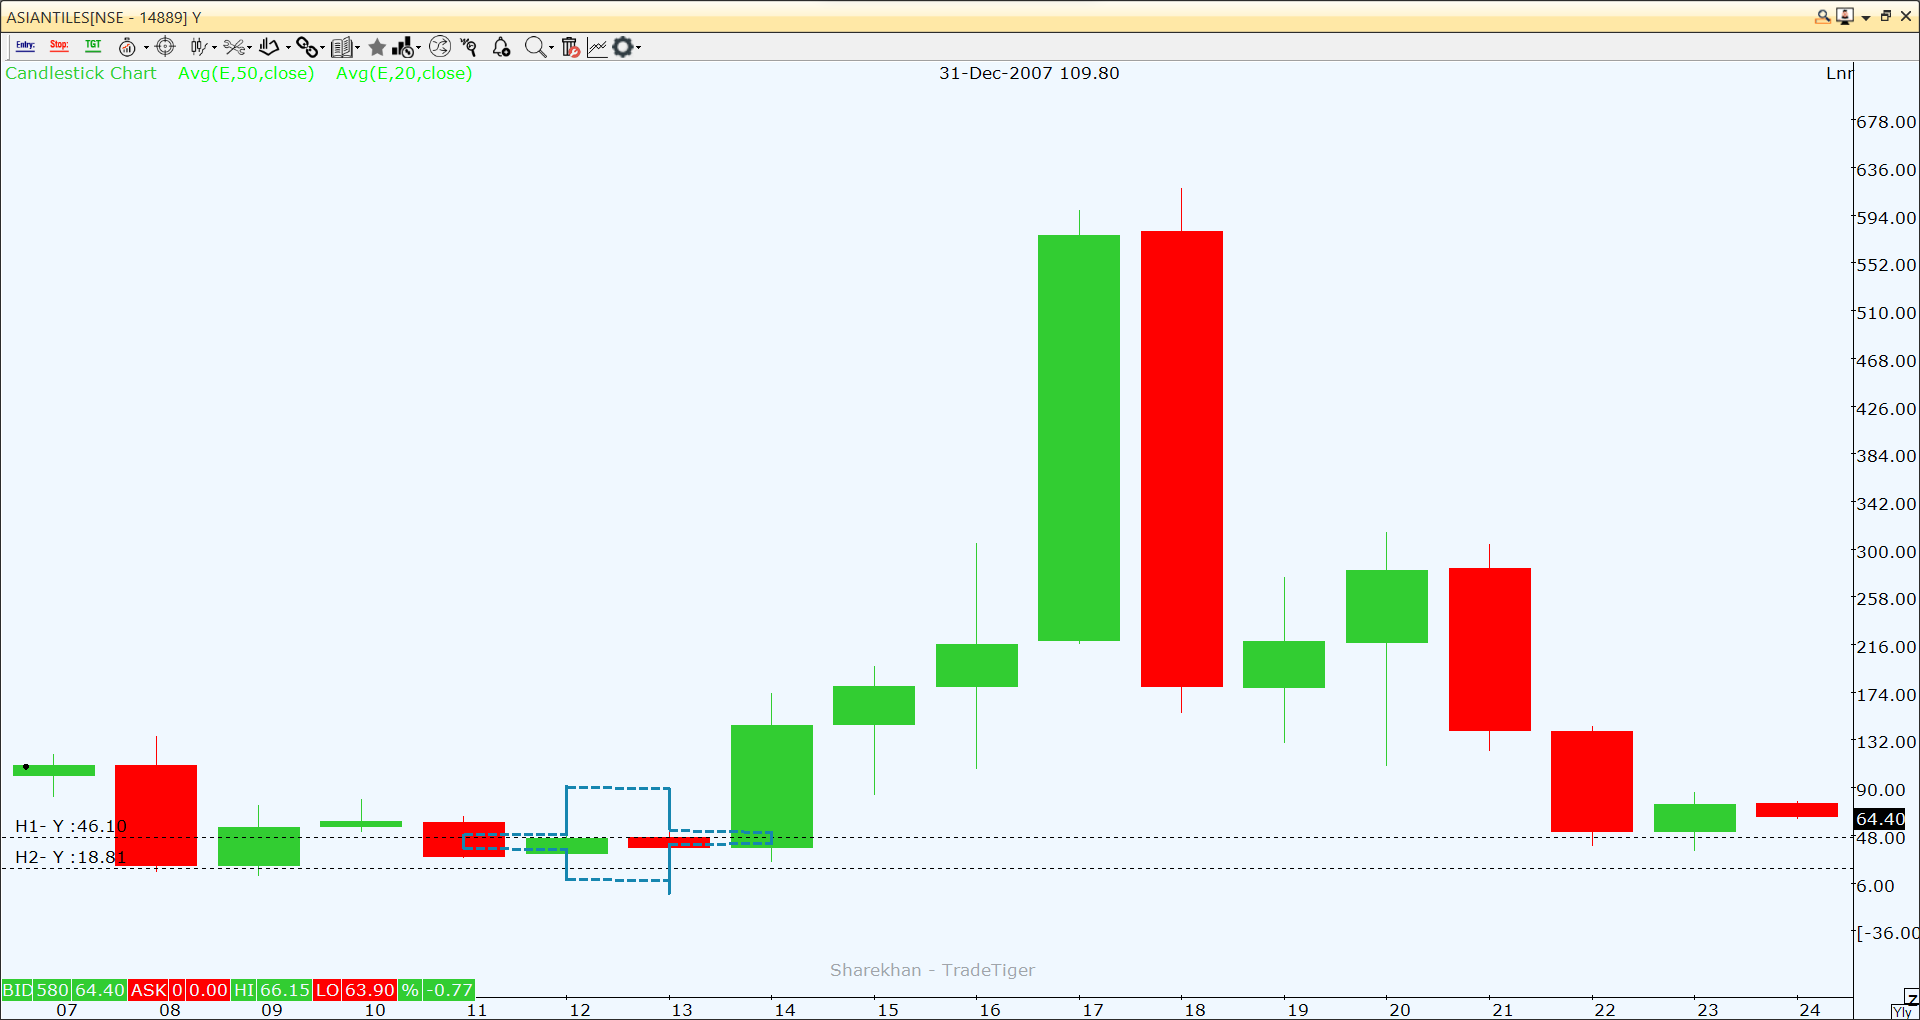 ASIANTILES[NSE - 14889] Y
Entry: Stop: TGT
Candlestick Chart Avg(E,50,close) Avg(E,20,close) 31-Dec-2007 109.80 Lnr
678.00
636.00
594.00
552.00
510.00
468.00
426.00
384.00
342.00
300.00
258.00
216.00
174.00
132.00
90.00
64.40
H1- Y :46.10
48.00
H2- Y :18.81
6.00
[-36.00
Sharekhan - TradeTiger
BID 580 64.40 ASK 0 0.00 HI 66.15 LO 63.90 % -0.77
Z
07 08 09 10 11 12 13 14 15 16 17 18 19 20 21 22 23 24 Yly